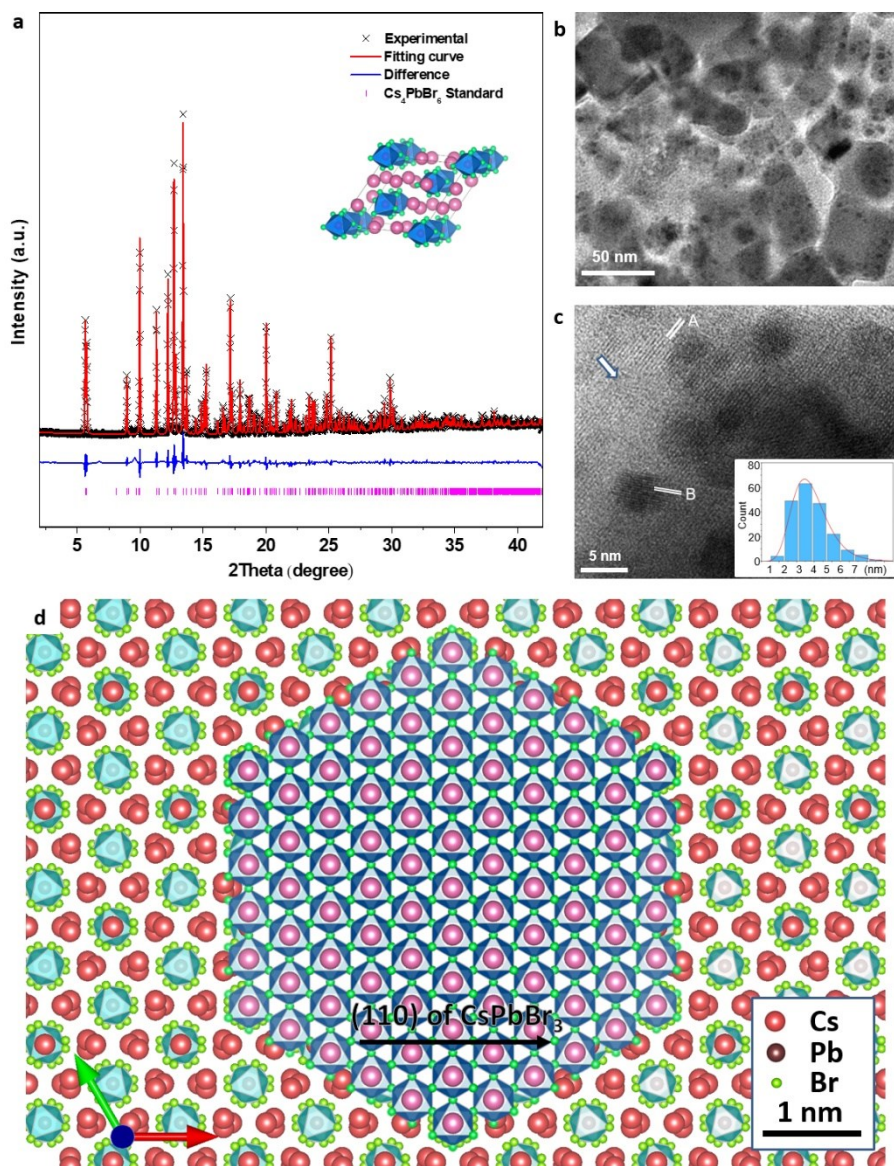 a
Experimental
Fitting curve
Difference
Cs₄PbBr₆ Standard
Intensity (a.u.)
5 10 15 20 25 30 35 40
2Theta (degree)
b
50 nm
c
A
B
5 nm
80
60
40
20
0
Count
1 2 3 4 5 6 7 (nm)
d
(110) of CsPbBr₃
Cs
Pb
Br
1 nm